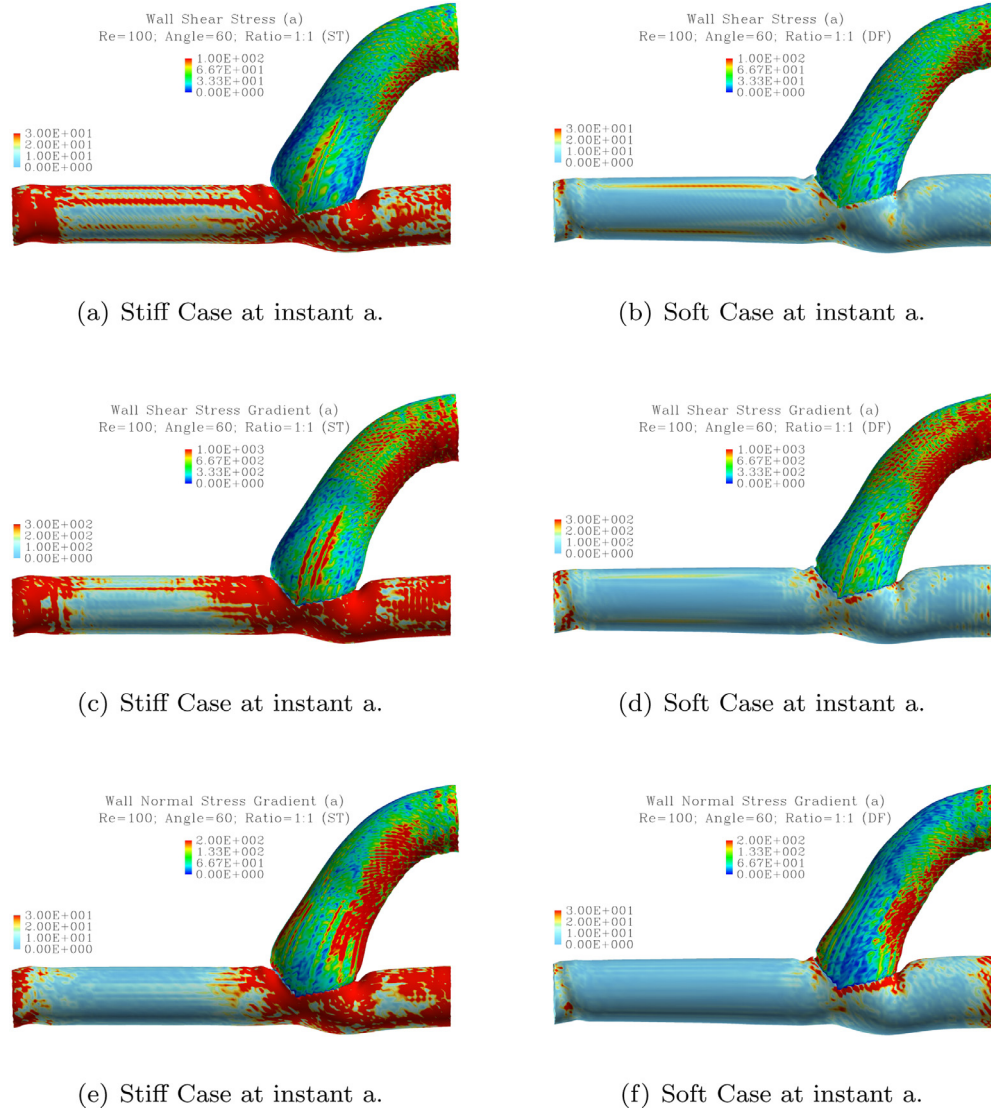 Wall Shear Stress (a)
Re=100; Angle=60; Ratio=1:1 (ST)
1.00E+002
6.67E+001
3.33E+001
0.00E+000
3.00E+001
2.00E+001
1.00E+001
0.00E+000
(a) Stiff Case at instant a.
Wall Shear Stress (a)
Re=100; Angle=60; Ratio=1:1 (DF)
1.00E+002
6.67E+001
3.33E+001
0.00E+000
3.00E+001
2.00E+001
1.00E+001
0.00E+000
(b) Soft Case at instant a.
Wall Shear Stress Gradient (a)
Re=100; Angle=60; Ratio=1:1 (ST)
1.00E+003
6.67E+002
3.33E+002
0.00E+000
3.00E+002
2.00E+002
1.00E+002
0.00E+000
(c) Stiff Case at instant a.
Wall Shear Stress Gradient (a)
Re=100; Angle=60; Ratio=1:1 (DF)
1.00E+003
6.67E+002
3.33E+002
0.00E+000
3.00E+002
2.00E+002
1.00E+002
0.00E+000
(d) Soft Case at instant a.
Wall Normal Stress Gradient (a)
Re=100; Angle=60; Ratio=1:1 (ST)
2.00E+002
1.33E+002
6.67E+001
0.00E+000
3.00E+001
2.00E+001
1.00E+001
0.00E+000
(e) Stiff Case at instant a.
Wall Normal Stress Gradient (a)
Re=100; Angle=60; Ratio=1:1 (DF)
2.00E+002
1.33E+002
6.67E+001
0.00E+000
3.00E+001
2.00E+001
1.00E+001
0.00E+000
(f) Soft Case at instant a.